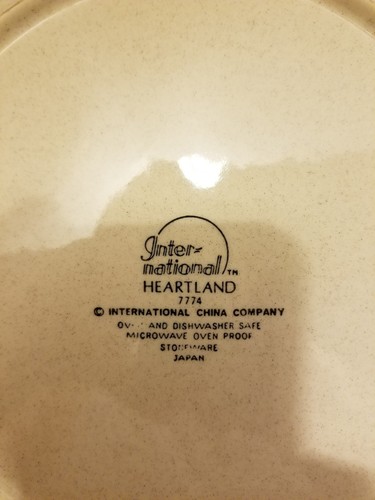 Inter-
national TM
HEARTLAND
7774
© INTERNATIONAL CHINA COMPANY
AND DISHWASHER SAFE
MICROWAVE OVEN PROOF
STONEWARE
JAPAN